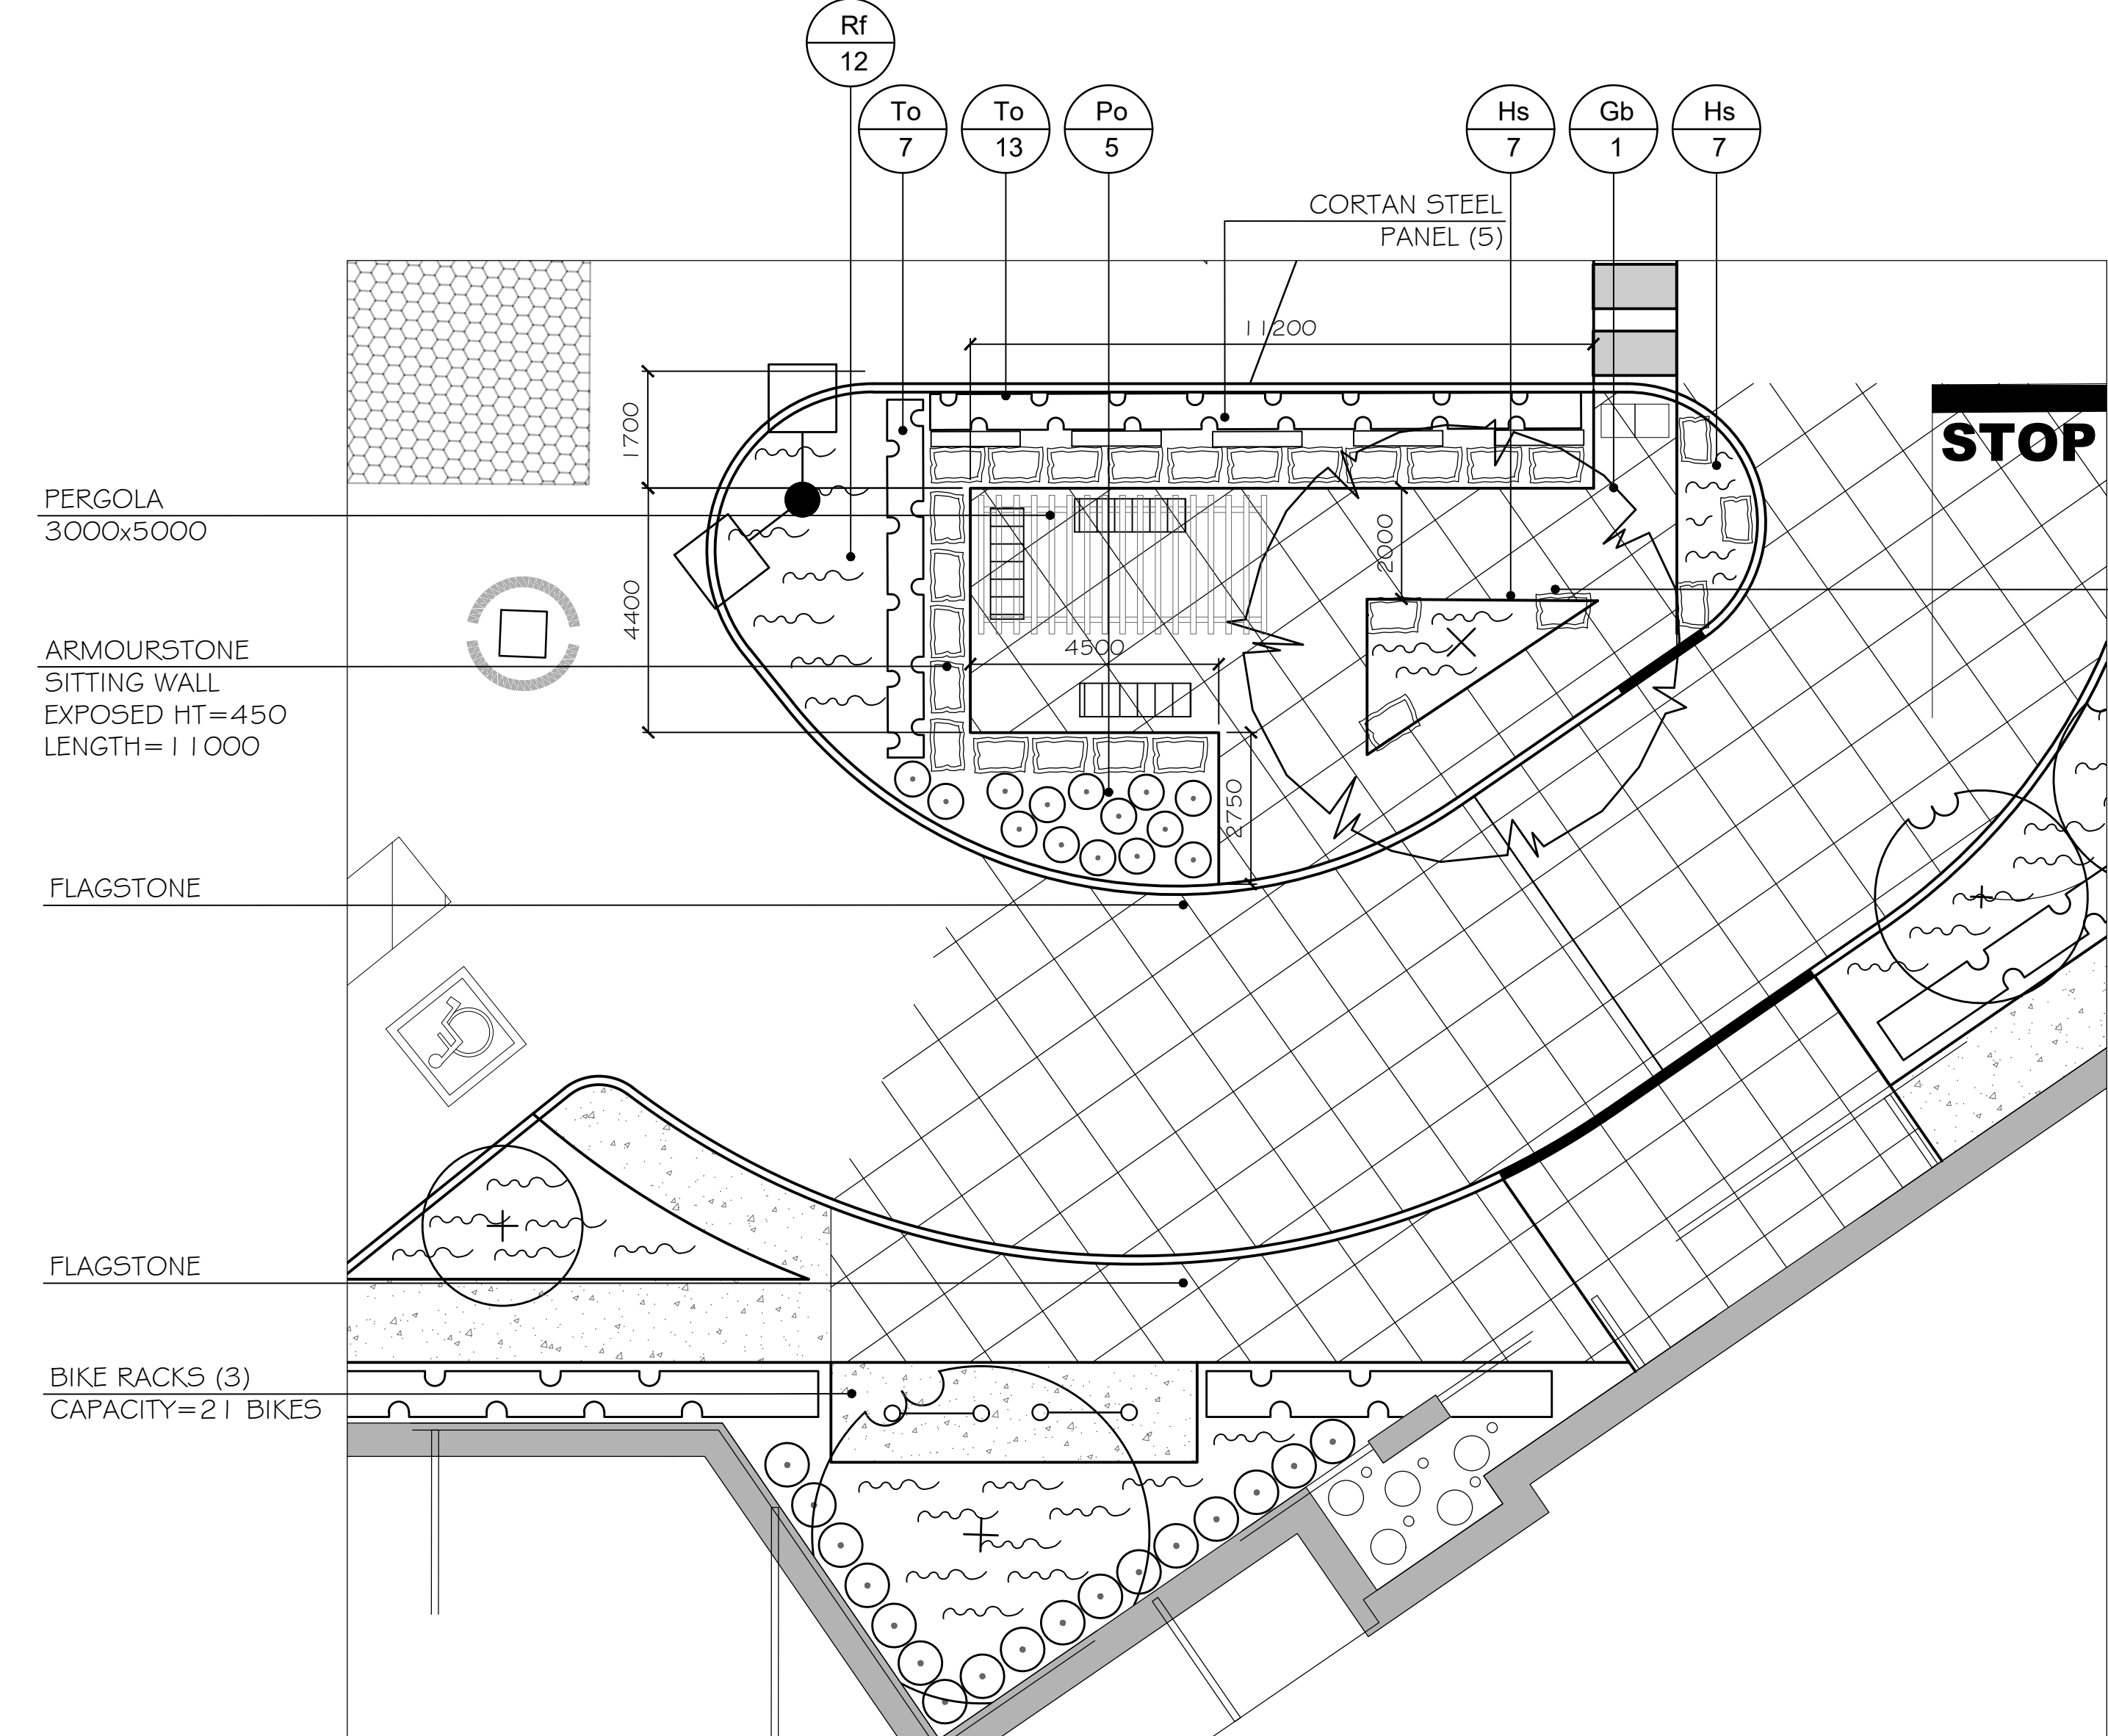 Rf
12
To
7
To
13
Po
5
Hs
7
Gb
1
Hs
7
CORTAN STEEL
PANEL (5)
11200
1700
STOP
PERGOLA
3000x5000
2000
4400
4500
ARMOURSTONE
SITTING WALL
EXPOSED HT=450
LENGTH=11000
2750
FLAGSTONE
FLAGSTONE
BIKE RACKS (3)
CAPACITY=21 BIKES